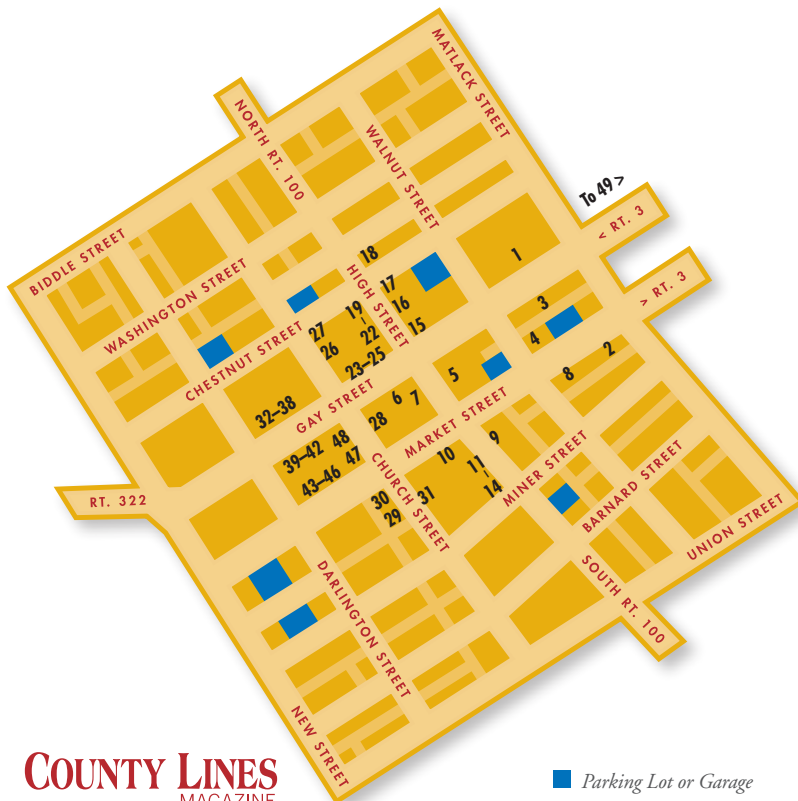 MATLACK STREET
NORTH RT. 100
WALNUT STREET
To 49 >
< RT. 3
BIDDLE STREET
> RT. 3
WASHINGTON STREET
18
1
HIGH STREET
17
16
15
3
4
19
22
23–25
27
26
CHESTNUT STREET
2
8
5
32–38
GAY STREET
6
7
28
MARKET STREET
9
39–42
48
43–46
47
CHURCH STREET
10
11
14
31
30
29
MINER STREET
BARNARD STREET
RT. 322
UNION STREET
DARLINGTON STREET
SOUTH RT. 100
NEW STREET
COUNTY LINES
MAGAZINE
Parking Lot or Garage